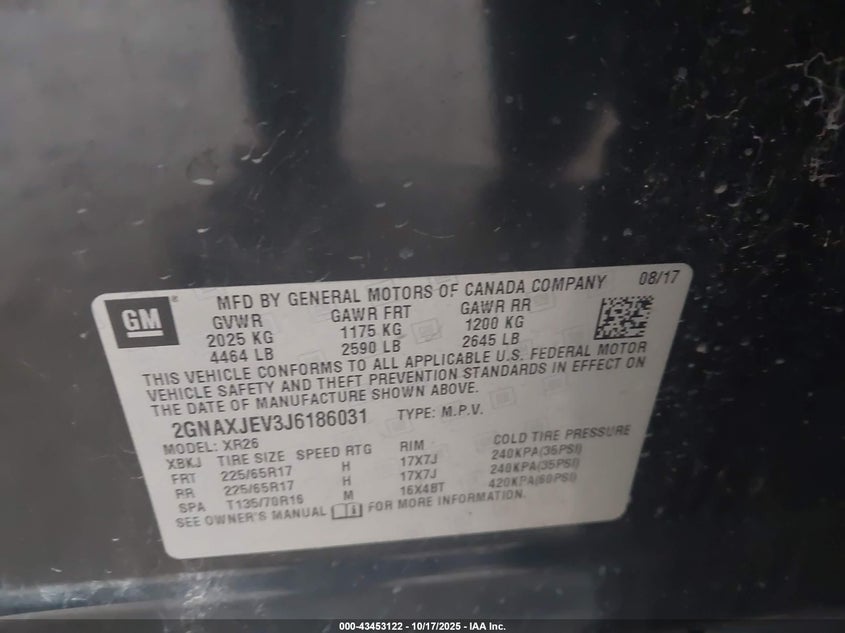 GM
®
MFD BY GENERAL MOTORS OF CANADA COMPANY 08/17
GVWR GAWR FRT GAWR RR
2025 KG 1175 KG 1200 KG
4464 LB 2590 LB 2645 LB
THIS VEHICLE CONFORMS TO ALL APPLICABLE U.S. FEDERAL MOTOR
VEHICLE SAFETY AND THEFT PREVENTION STANDARDS IN EFFECT ON
THE DATE OF MANUFACTURE SHOWN ABOVE.
2GNAXJEV3J6186031 TYPE: M.P.V.
MODEL: XR26
XBKJ TIRE SIZE SPEED RTG RIM COLD TIRE PRESSURE
FRT 225/65R17 H 17X7J 240KPA(35PSI)
RR 225/65R17 H 17X7J 240KPA(35PSI)
SPA T135/70R16 M 16X4BT 420KPA(60PSI)
SEE OWNER'S MANUAL FOR MORE INFORMATION.
000-43453122 - 10/17/2025 - IAA Inc.